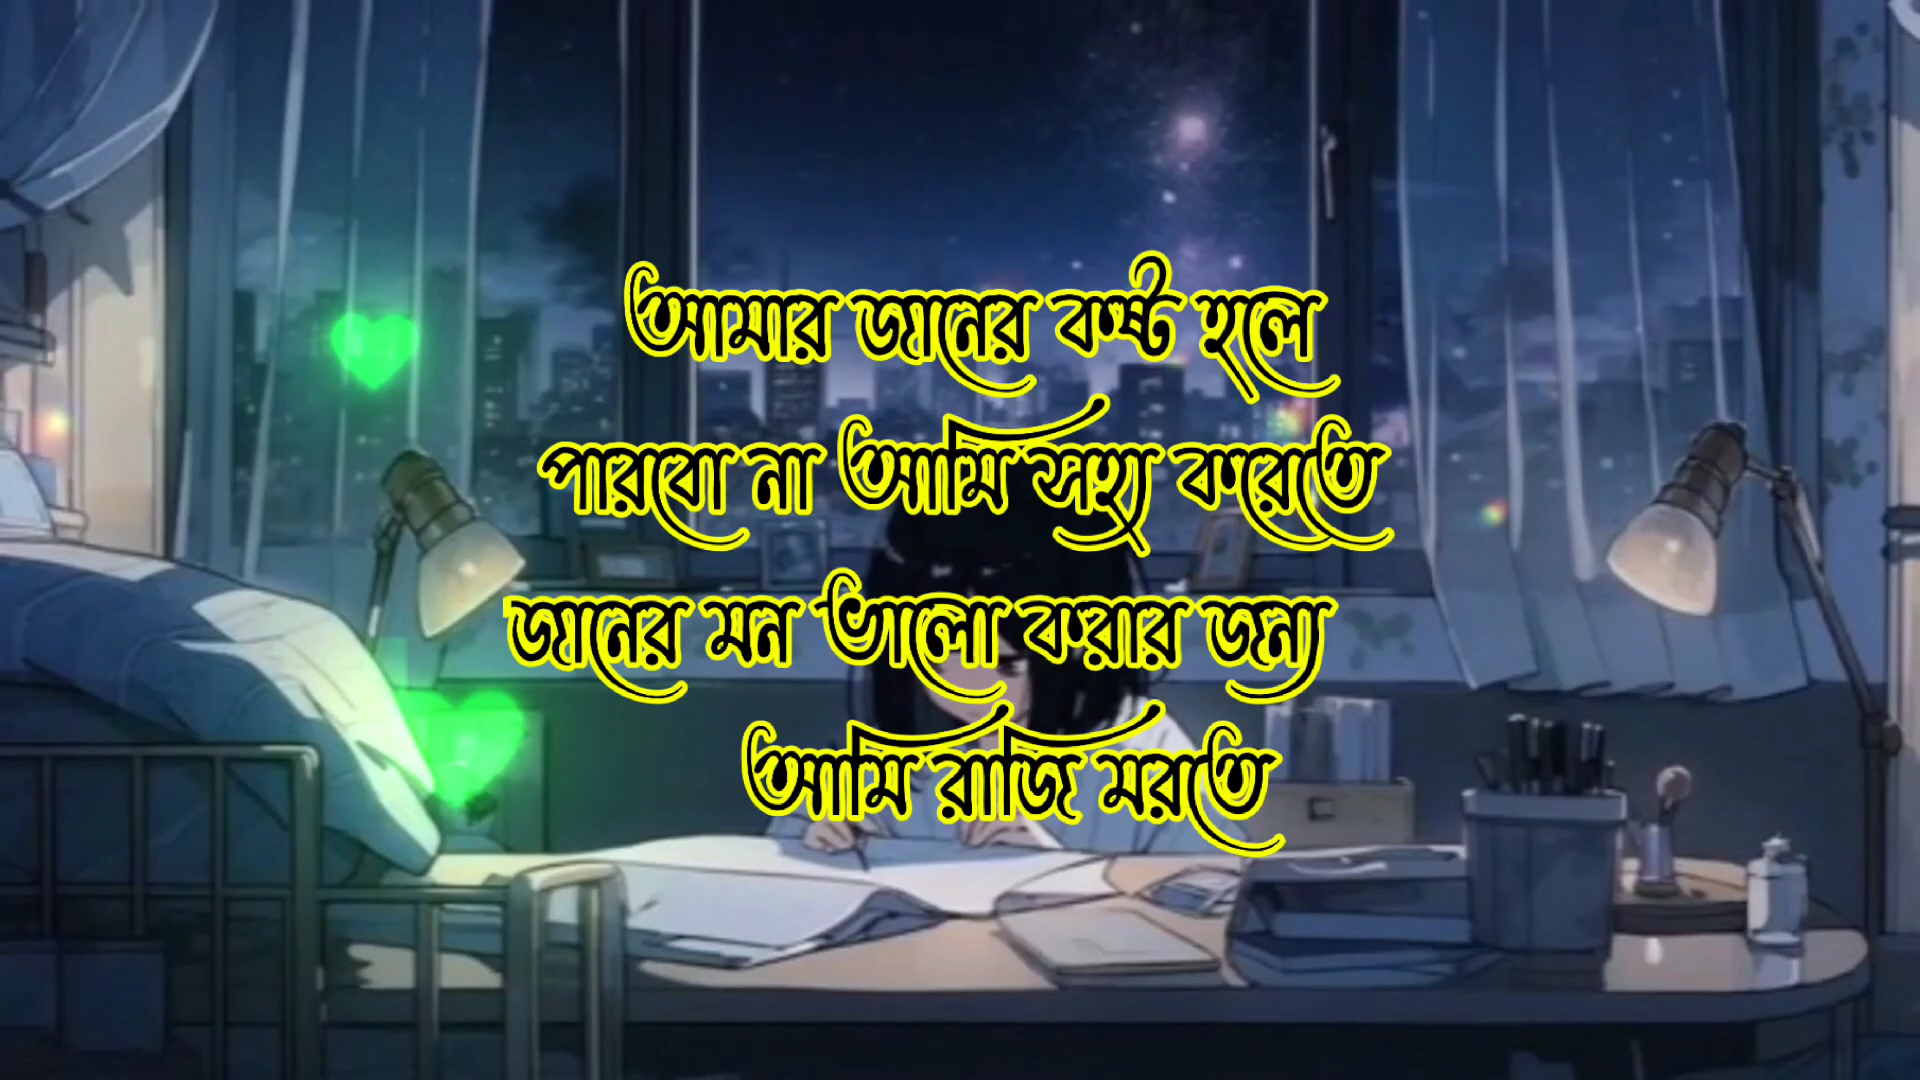 আমার জানের কষ্ট হলে
পারবো না আমি সহ্য করতে
জানের মন ভালো করার জন্য
আমি রাজি মরতে